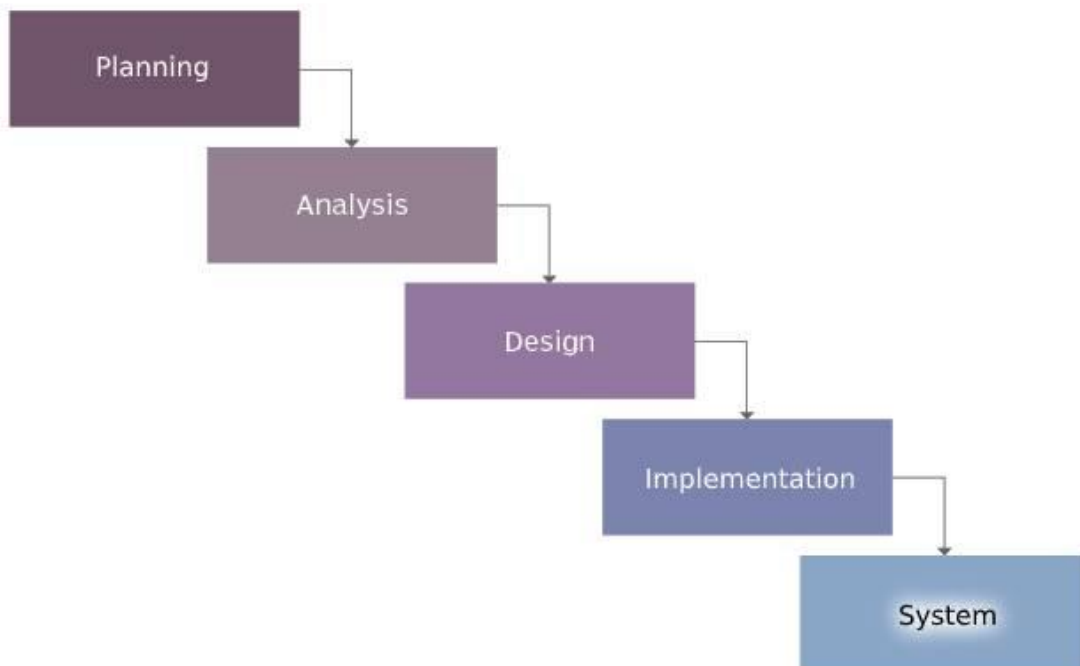 Planning
Analysis
Design
Implementation
System